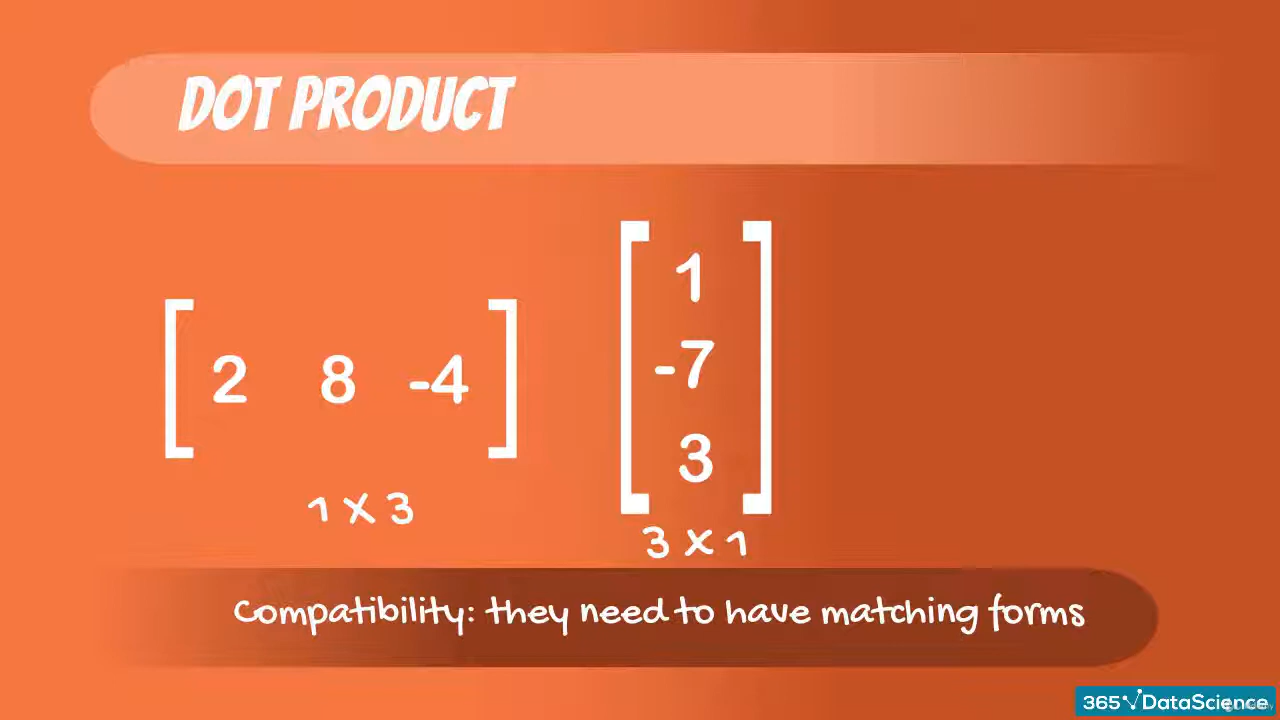 DOT PRODUCT
[2 8 -4]
1 x 3
[1
-7
3]
3 x 1
Compatibility: they need to have matching forms
365 DataScience